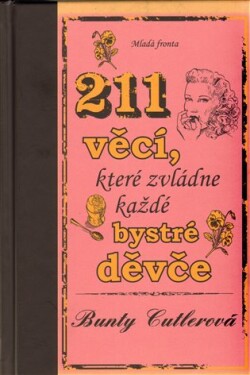 Mladá fronta
211
věcí,
které zvládne
každé
bystré
děvče
Bunty Cutlerová